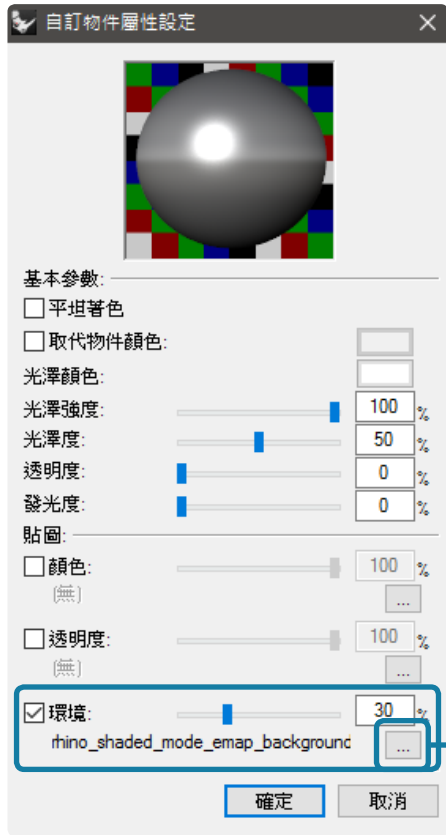 自訂物件屬性設定
基本參數:
平坦著色
取代物件顏色:
光澤顏色:
光澤強度: 100 %
光澤度: 50 %
透明度: 0 %
發光度: 0 %
貼圖:
顏色: 100 %
(無) ...
透明度: 100 %
(無) ...
環境: 30 %
rhino_shaded_mode_emap_background ...
確定 取消